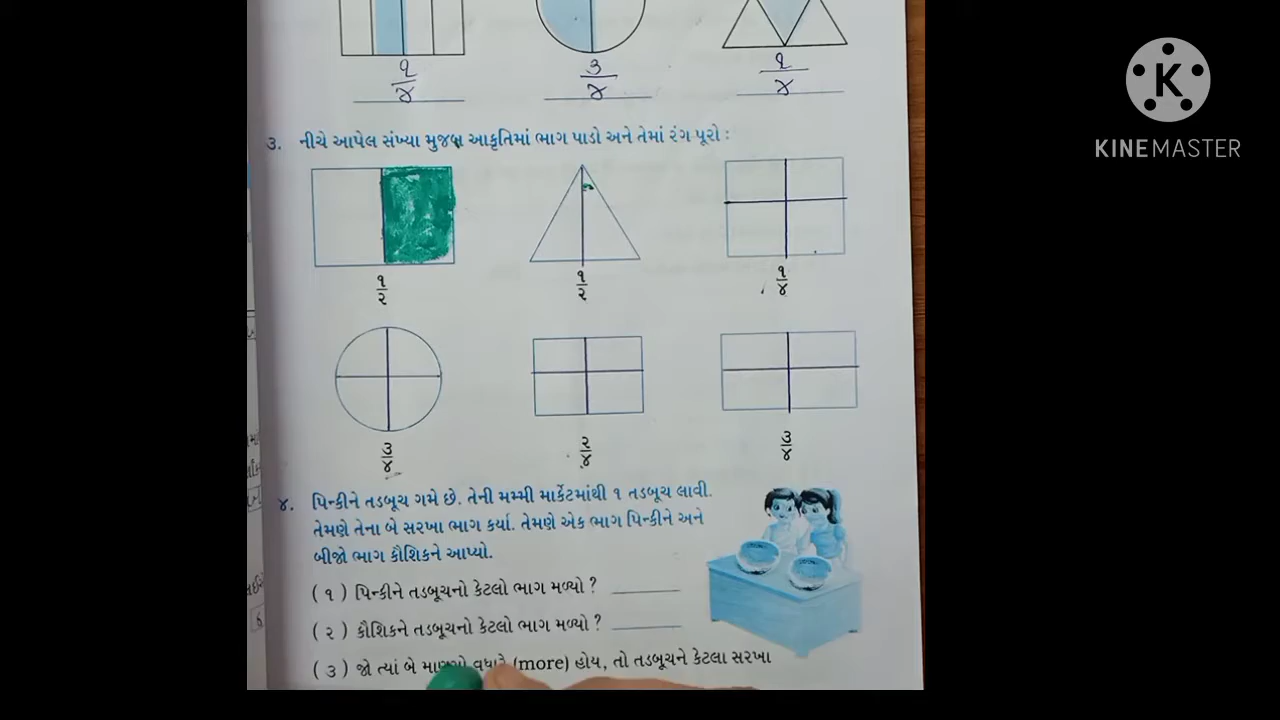 ૧/૪ ૩/૪ ૧/૪
૩. નીચે આપેલ સંખ્યા મુજબ આકૃતિમાં ભાગ પાડો અને તેમાં રંગ પૂરો :
૧/૨ ૧/૨ ૧/૪
૩/૪ ૨/૪ ૩/૪
૪. પિન્કીને તડબૂચ ગમે છે. તેની મમ્મી માર્કેટમાંથી ૧ તડબૂચ લાવી.
તેમણે તેના બે સરખા ભાગ કર્યા. તેમણે એક ભાગ પિન્કીને અને
બીજો ભાગ કૌશિકને આપ્યો.
( ૧ ) પિન્કીને તડબૂચનો કેટલો ભાગ મળ્યો ?
( ૨ ) કૌશિકને તડબૂચનો કેટલો ભાગ મળ્યો ?
( ૩ ) જો ત્યાં બે (more) હોય, તો તડબૂચને કેટલા સરખા
K
KINEMASTER